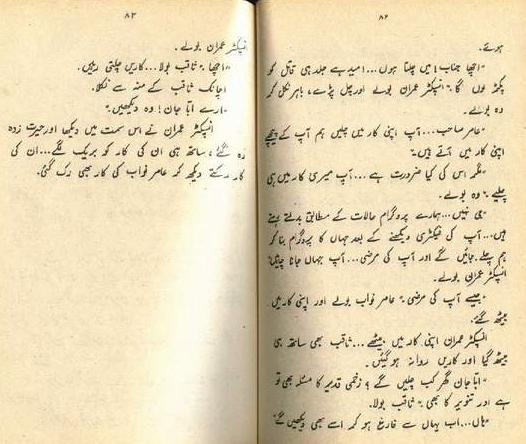 ۸۲
ہوئے۔
"اچھا جناب! میں چلتا ہوں... امید ہے جلد ہی قاتل کو
پکڑ لوں گا" انسپکٹر عمران بولے اور چل پڑے، باہر نکل کر
وہ بولے۔
"عامر صاحب... آپ اپنی کار میں چلیں ہم آپ کے پیچھے
اپنی کار میں آتے ہیں۔"
"مگر اس کی کیا ضرورت ہے... آپ میری کار میں ہی
چلیے۔" وہ بولے۔
"جی نہیں... ہمارے پروگرام حالات کے مطابق بدلتے رہتے
ہیں... آپ کی فیکٹری دیکھنے کے بعد جہاں کا پروگرام بنا کر
ہم چلے جائیں گے اور آپ کی مرضی... آپ جہاں جانا چاہیں"
انسپکٹر عمران بولے۔
"جیسے آپ کی مرضی۔" عامر نواب بولے اور اپنی کار میں
بیٹھ گئے۔
انسپکٹر عمران اپنی کار میں بیٹھے... ثاقب بھی ساتھ ہی
بیٹھ گیا اور کاریں روانہ ہو گئیں۔
"ابا جان گھر کب چلیں گے؟ زخمی قدیر کا مسئلہ بھی تو
ہے اور تنویر کا بھی۔" ثاقب بولا۔
"ہاں... اب یہاں سے فارغ ہو کر اسے بھی دیکھیں گے"
۸۳
انسپکٹر عمران بولے۔
"اچھا۔" ثاقب بولا... کاریں چلتی رہیں۔
اچانک ثاقب کے منہ سے نکلا۔
"ارے ابا جان! وہ دیکھیں۔"
انسپکٹر عمران نے اس سمت میں دیکھا اور حیرت زدہ
رہ گئے، ساتھ ہی ان کی کار کو بریک لگے... ان کی
کار رکتے دیکھ کر عامر نواب کی کار بھی رک گئی۔